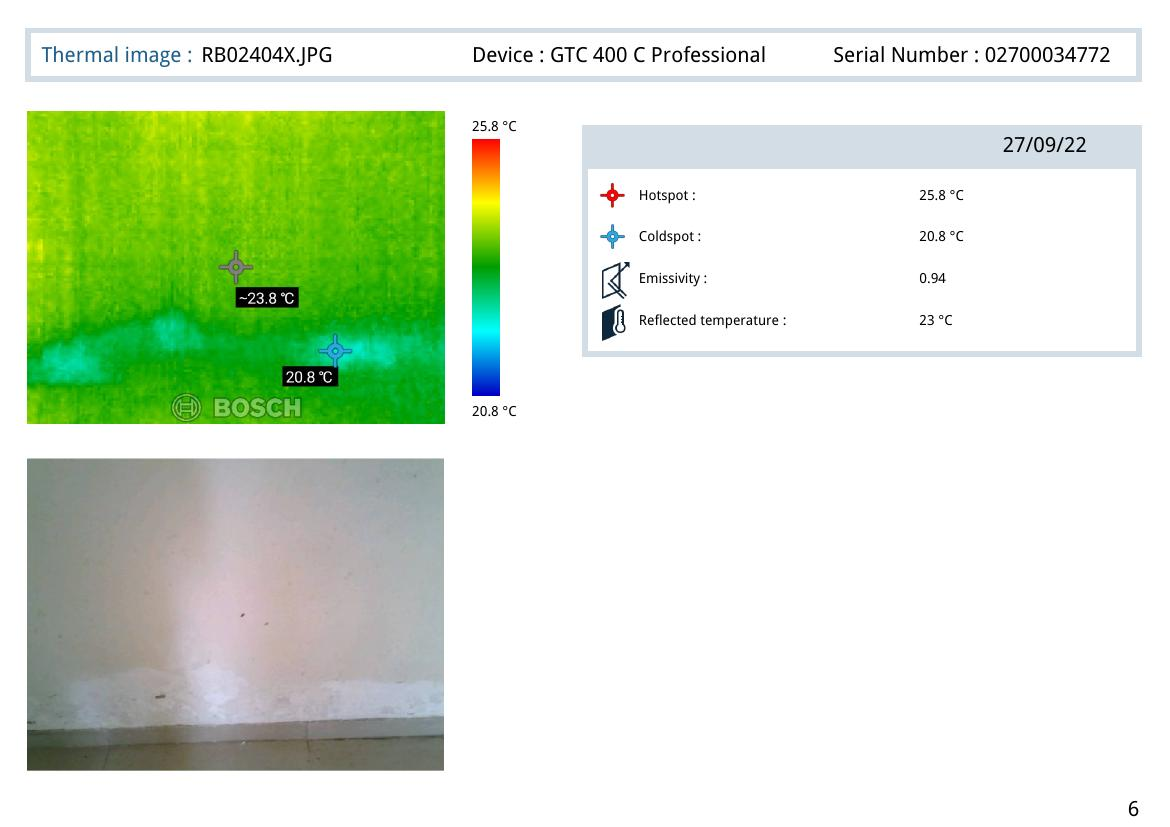 Thermal image : RB02404X.JPG Device : GTC 400 C Professional Serial Number : 02700034772
25.8 °C
27/09/22
Hotspot : 25.8 °C
Coldspot : 20.8 °C
~23.8 °C
Emissivity : 0.94
Reflected temperature : 23 °C
20.8 °C
BOSCH
20.8 °C
6